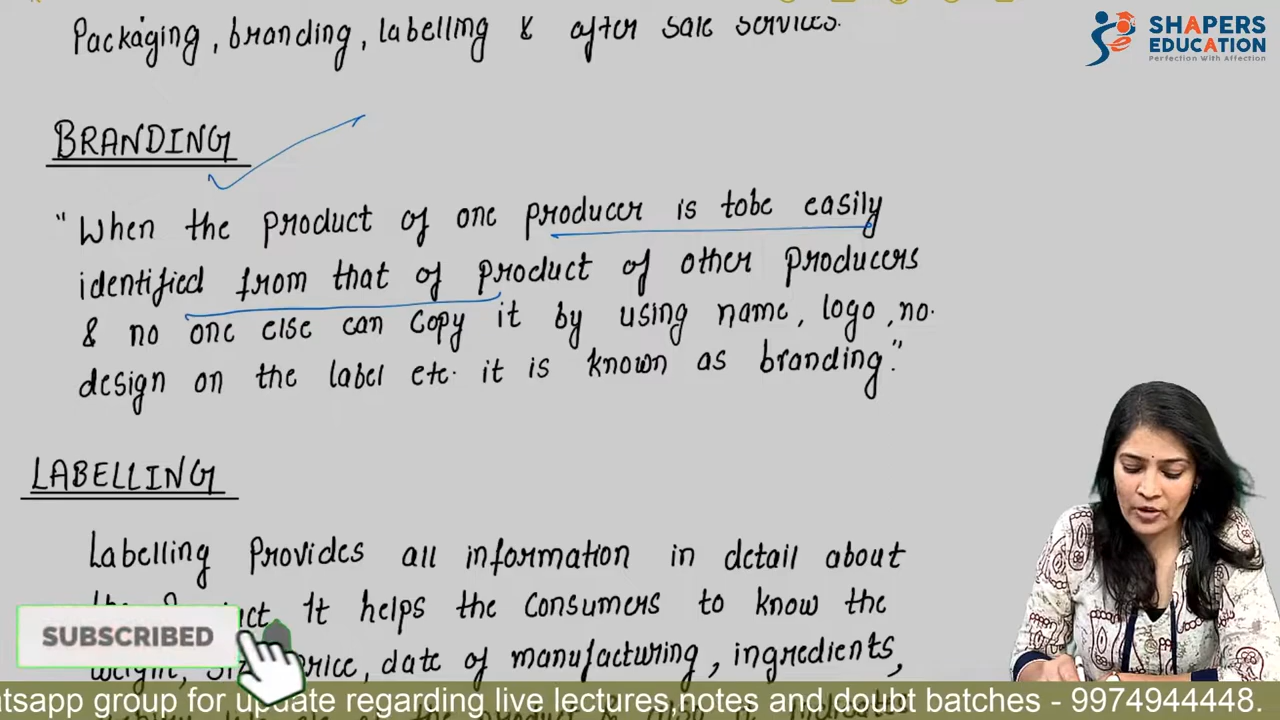 Packaging, branding, labelling & after sale services.
SHAPERS
EDUCATION
Perfection With Affection
BRANDING
"When the product of one producer is tobe easily
identified from that of product of other producers
& no one else can copy it by using name, logo, no.
design on the label etc. it is known as branding."
LABELLING
Labelling Provides all information in detail about
It helps the consumers to know the
SUBSCRIBED
weight, price, date of manufacturing, ingredients,
atsapp group for update regarding live lectures,notes and doubt batches - 9974944448.